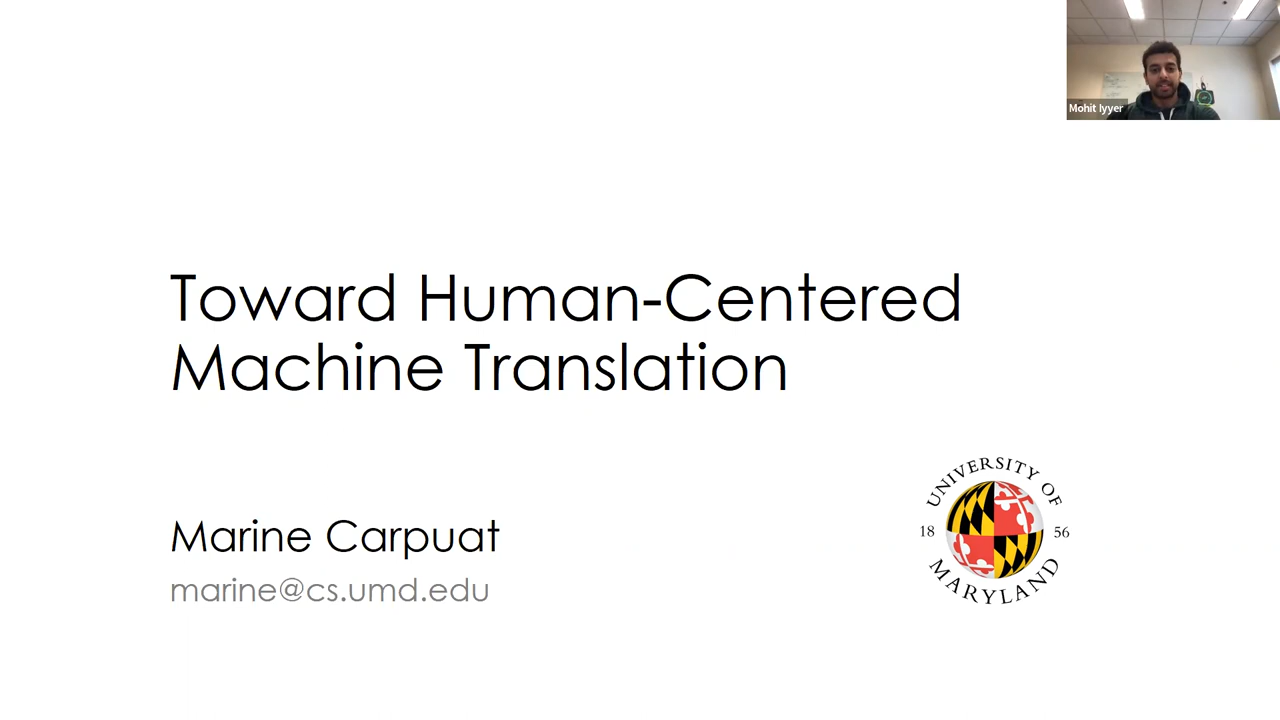 Mohit Iyyer
Toward Human-Centered
Machine Translation
Marine Carpuat
marine@cs.umd.edu
UNIVERSITY OF
18 56
MARYLAND